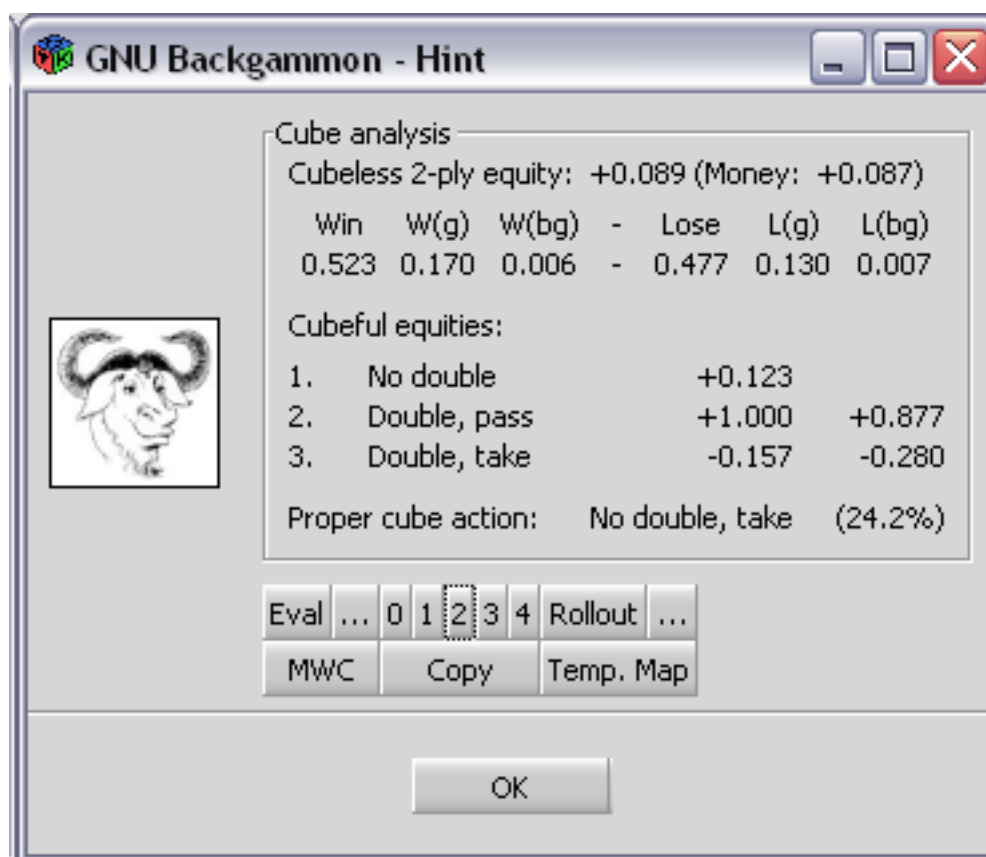 GNU Backgammon - Hint
Cube analysis
Cubeless 2-ply equity: +0.089 (Money: +0.087)
Win W(g) W(bg) - Lose L(g) L(bg)
0.523 0.170 0.006 - 0.477 0.130 0.007
Cubeful equities:
1. No double +0.123
2. Double, pass +1.000 +0.877
3. Double, take -0.157 -0.280
Proper cube action: No double, take (24.2%)
Eval ... 0 1 2 3 4 Rollout ...
MWC Copy Temp. Map
OK